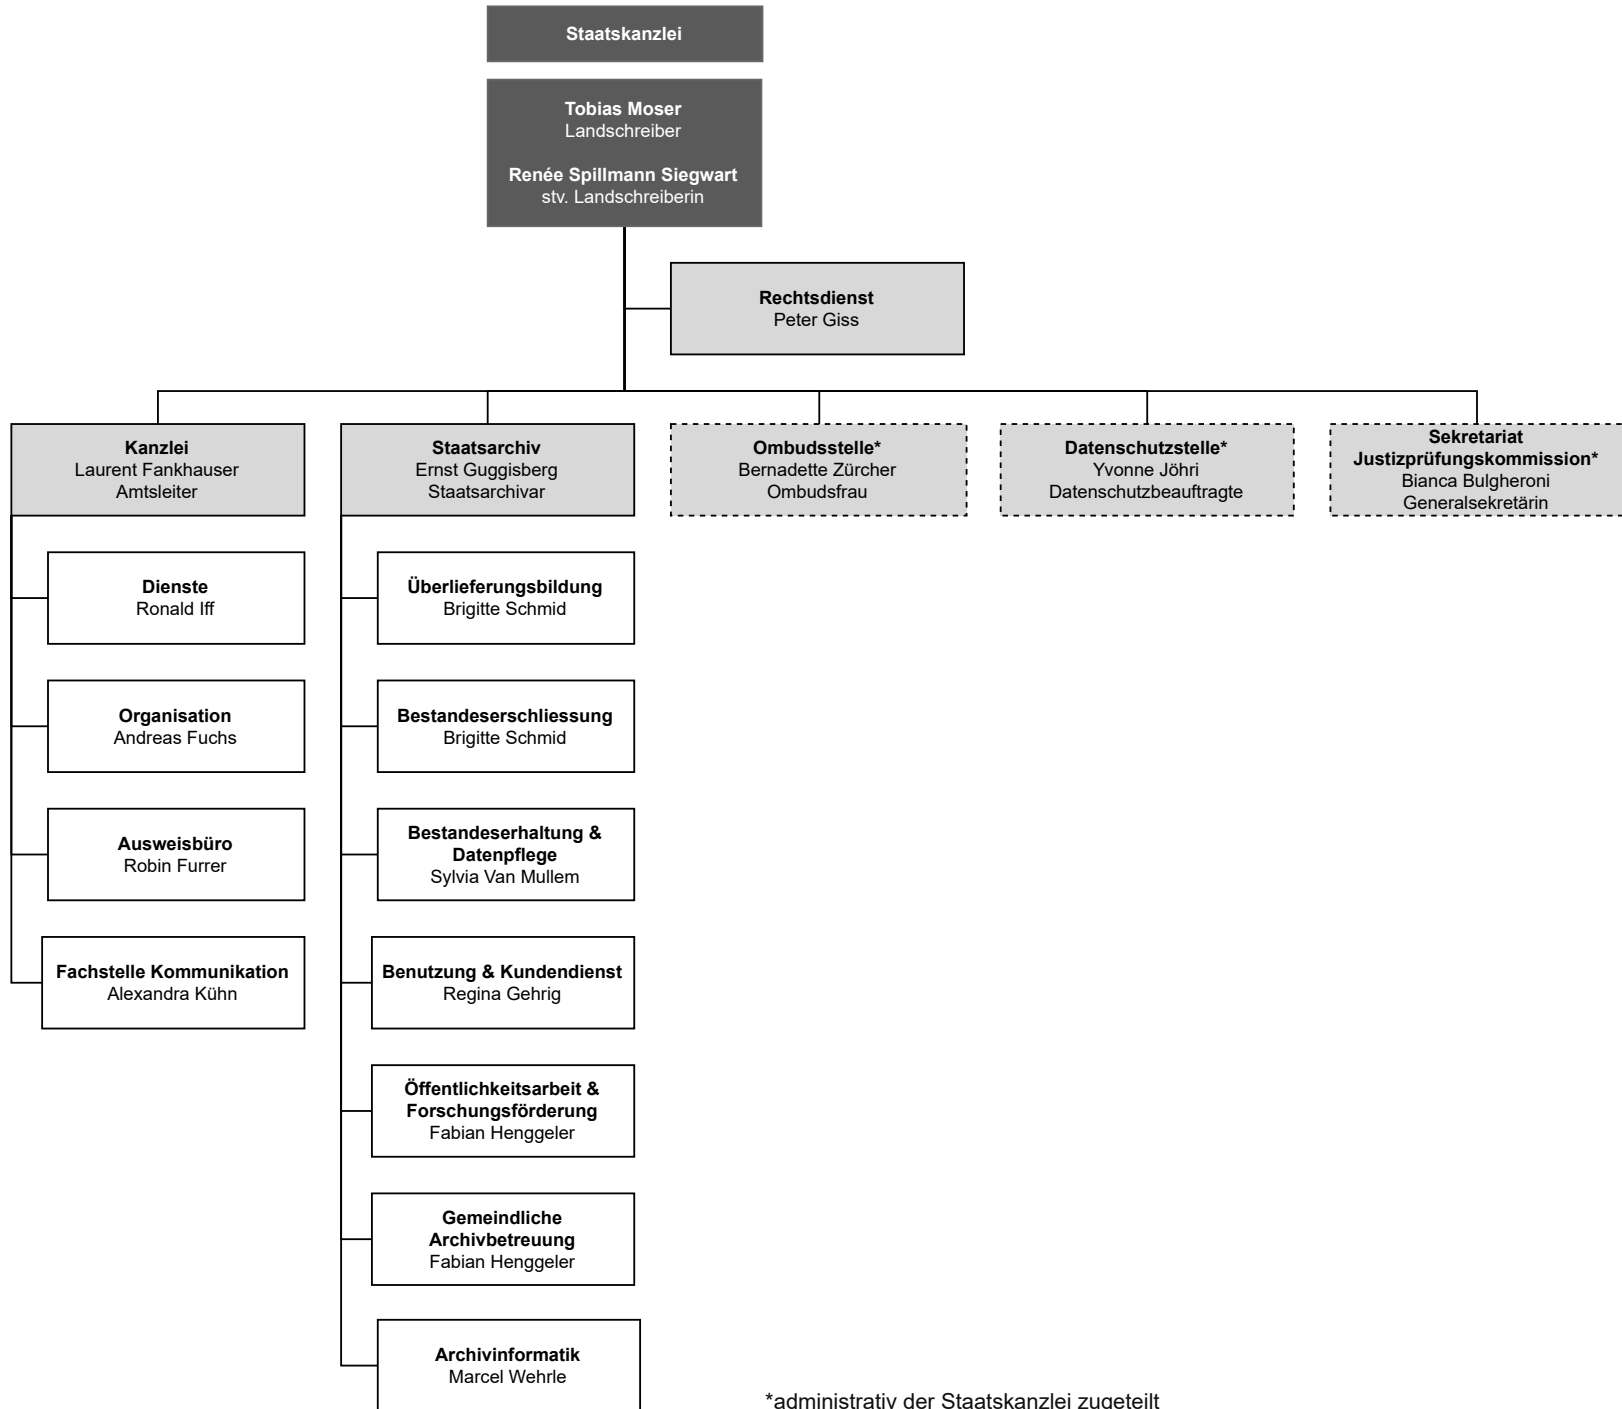 Staatskanzlei
Tobias Moser
Landschreiber
Renée Spillmann Siegwart
stv. Landschreiberin
Rechtsdienst
Peter Giss
Kanzlei
Laurent Fankhauser
Amtsleiter
Staatsarchiv
Ernst Guggisberg
Staatsarchivar
Ombudsstelle*
Bernadette Zürcher
Ombudsfrau
Datenschutzstelle*
Yvonne Jöhri
Datenschutzbeauftragte
Sekretariat
Justizprüfungskommission*
Bianca Bulgheroni
Generalsekretärin
Dienste
Ronald Iff
Organisation
Andreas Fuchs
Ausweisbüro
Robin Furrer
Fachstelle Kommunikation
Alexandra Kühn
Überlieferungsbildung
Brigitte Schmid
Bestandeserschliessung
Brigitte Schmid
Bestandeserhaltung &
Datenpflege
Sylvia Van Mullem
Benutzung & Kundendienst
Regina Gehrig
Öffentlichkeitsarbeit &
Forschungsförderung
Fabian Henggeler
Gemeindliche
Archivbetreuung
Fabian Henggeler
Archivinformatik
Marcel Wehrle
*administrativ der Staatskanzlei zugeteilt